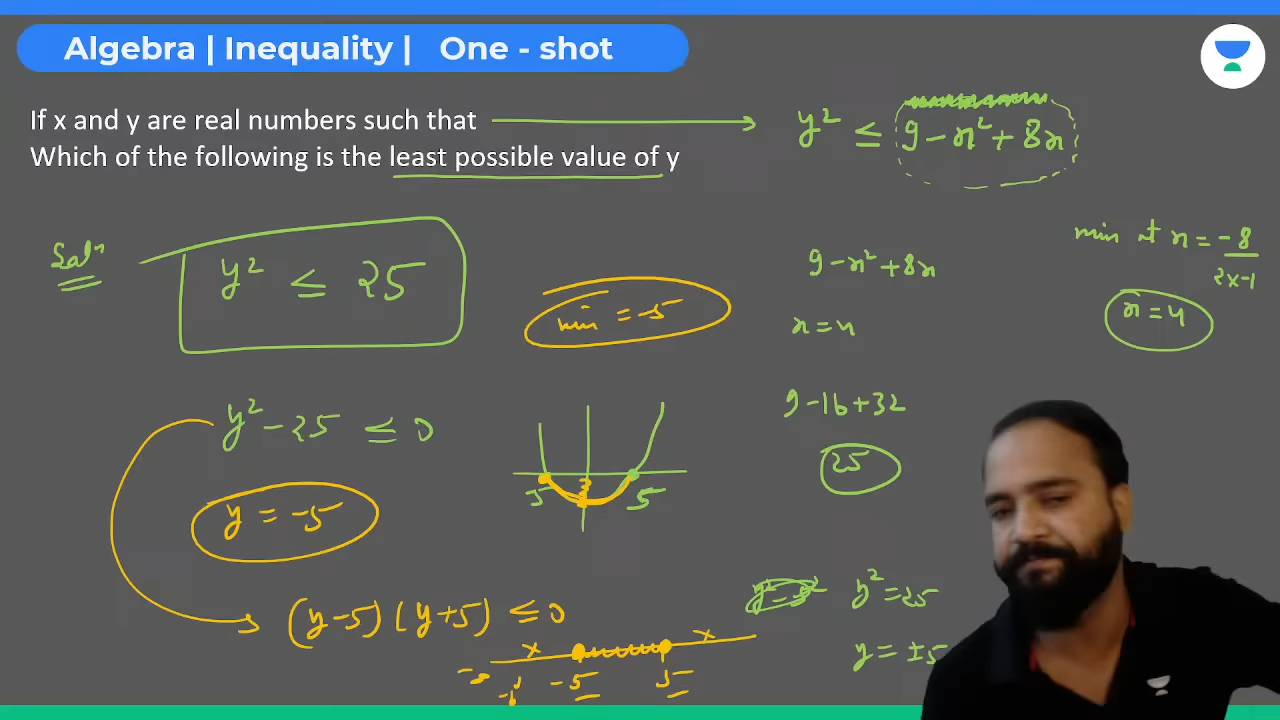 Algebra | Inequality | One - shot
If x and y are real numbers such that
y² ≤ 9 - x² + 8x
Which of the following is the least possible value of y
Solⁿ
y² ≤ 25
min = -5
9 - x² + 8x
min at x = -8 / 2x-1
x = 4
x = 4
9 - 16 + 32
25
y² - 25 ≤ 0
5 5
y = -5
(y-5) (y+5) ≤ 0
y² = 25
y = ±5
x x
-5 5